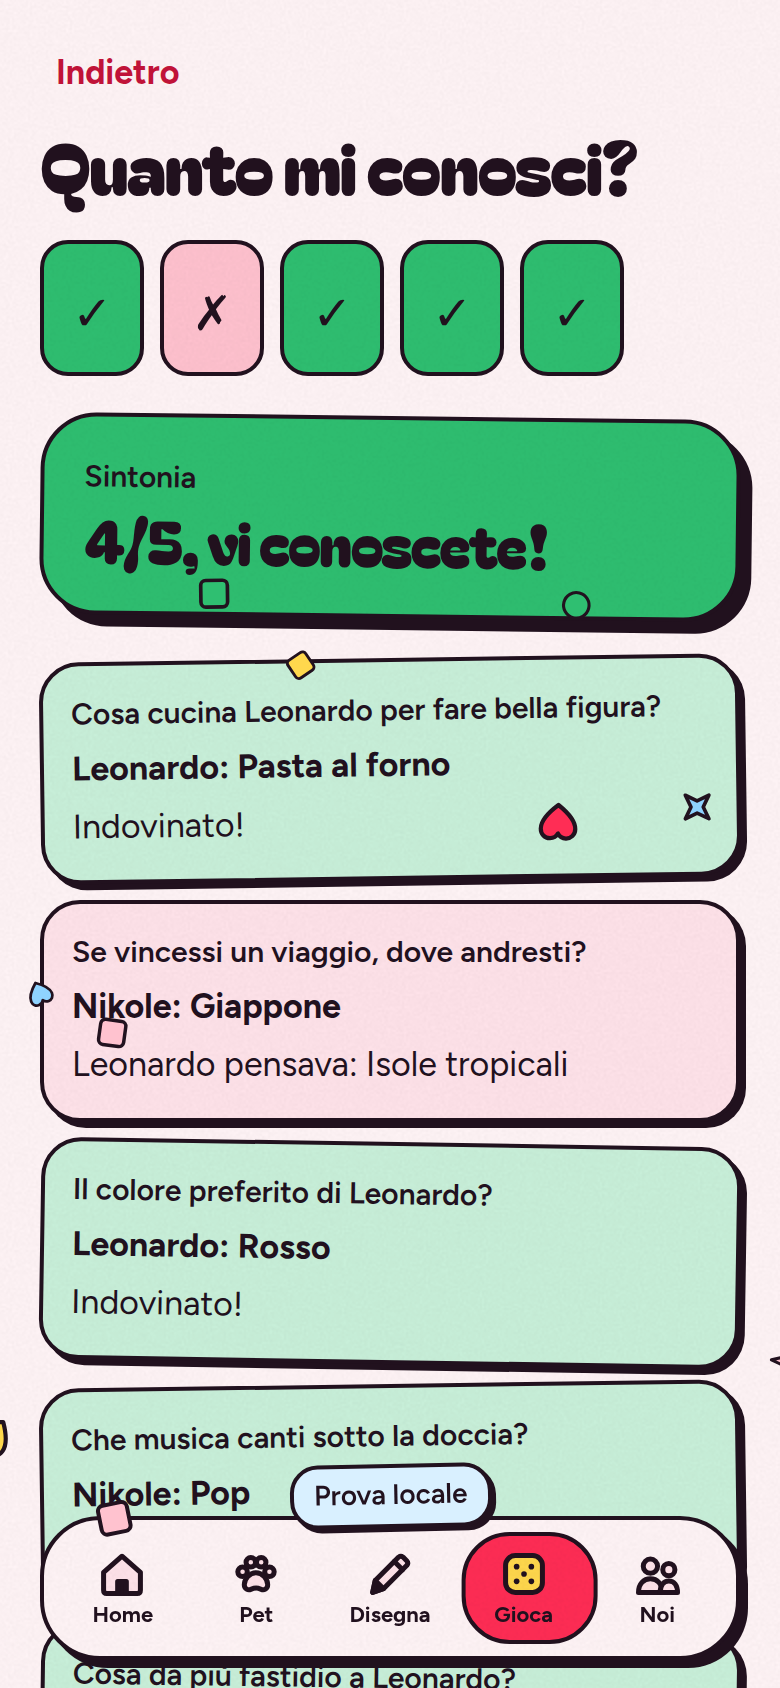 Indietro
Quanto mi conosci?
✓ ✗ ✓ ✓ ✓
Sintonia
4/5, vi conoscete!
Cosa cucina Leonardo per fare bella figura?
Leonardo: Pasta al forno
Indovinato!
Se vincessi un viaggio, dove andresti?
Nikole: Giappone
Leonardo pensava: Isole tropicali
Il colore preferito di Leonardo?
Leonardo: Rosso
Indovinato!
Che musica canti sotto la doccia?
Nikole: Pop
Prova locale
Home Pet Disegna Gioca Noi
Cosa dà più fastidio a Leonardo?